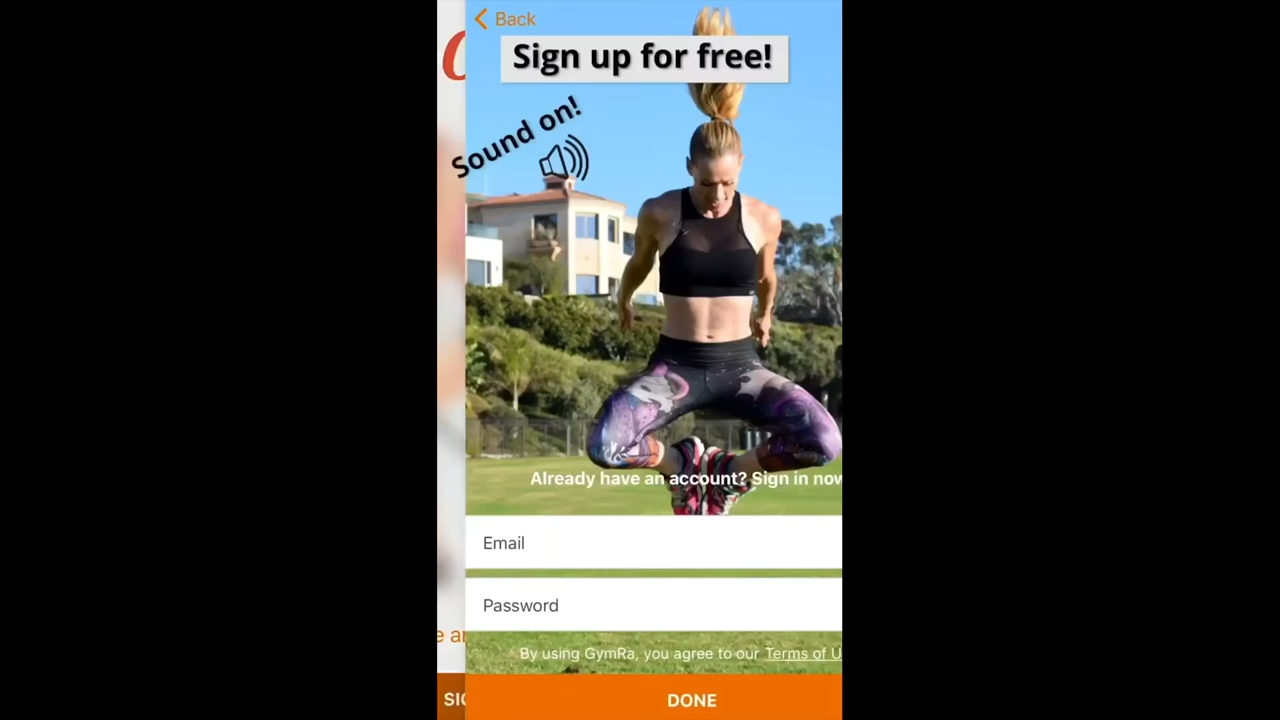 Back
Sign up for free!
Sound on!
Already have an account? Sign in now
Email
Password
By using GymRa, you agree to our Terms of U
DONE
e a
SIG